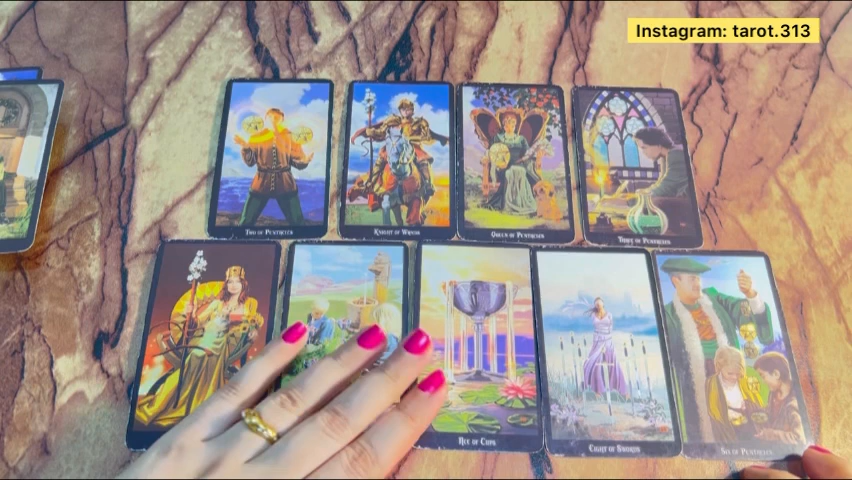 Instagram: tarot.313
Two of Pentacles
Knight of Wands
Queen of Pentacles
Three of Pentacles
Ace of Cups
Eight of Swords
Six of Pentacles